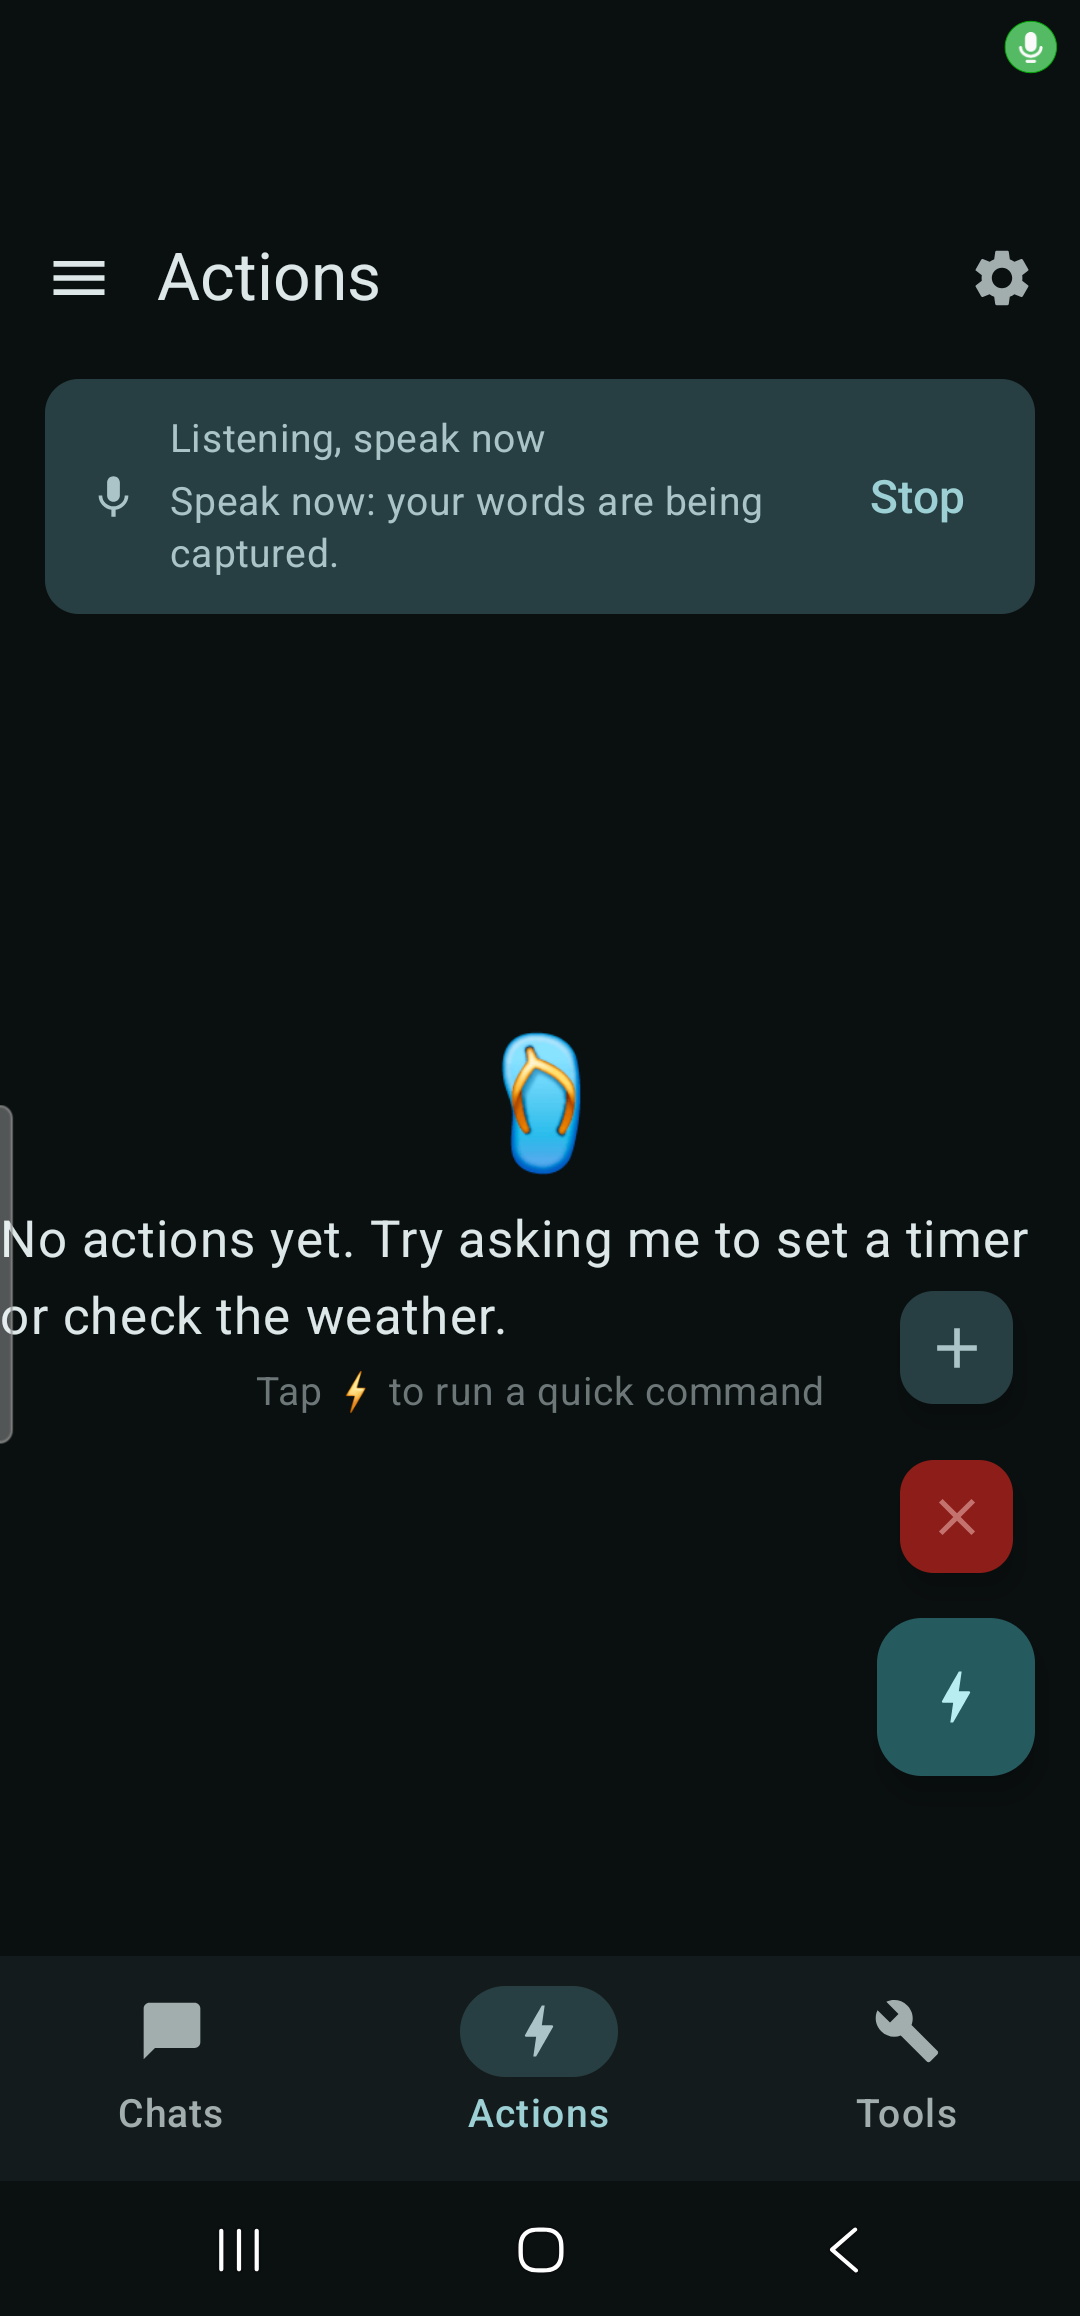 Actions
Listening, speak now
Speak now: your words are being
captured.
Stop
No actions yet. Try asking me to set a timer
or check the weather.
Tap ⚡ to run a quick command
Chats
Actions
Tools